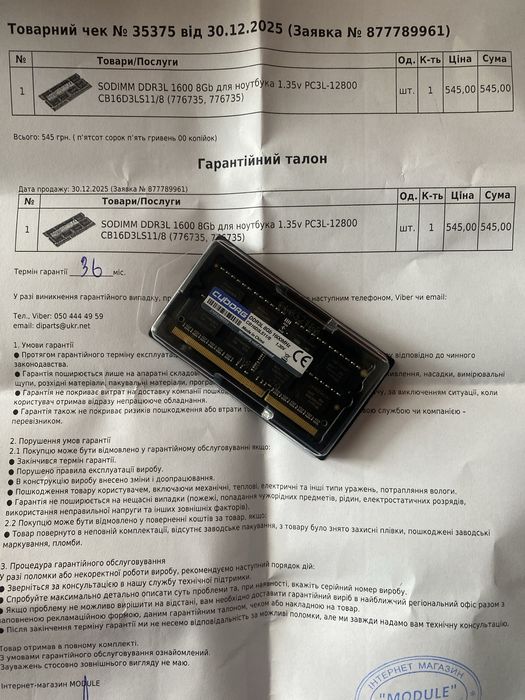 Товарний чек № 35375 від 30.12.2025 (Заявка № 877789961)
№ Товари/Послуги Од. К-ть Ціна Сума
1 SODIMM DDR3L 1600 8Gb для ноутбука 1.35v PC3L-12800 шт. 1 545,00 545,00
CB16D3LS11/8 (776735, 776735)
Всього: 545 грн. ( п'ятсот сорок п'ять гривень 00 копійок)
Гарантійний талон
Дата продажу: 30.12.2025 (Заявка № 877789961)
№ Товари/Послуги Од. К-ть Ціна Сума
1 SODIMM DDR3L 1600 8Gb для ноутбука 1.35v PC3L-12800 шт. 1 545,00 545,00
CB16D3LS11/8 (776735, 735)
Термін гарантії 36 міс.
У разі виникнення гарантійного випадку, наступним телефоном, Viber чи email:
Тел.. Viber: 050 444 49 59
email: diparts@ukr.net
CUBORG DDR3L 8Gb 1600MHz
CB16D3LS11/8
1.35V
Made in China
CE
1. Умови гарантії
● Протягом гарантійного терміну відповідно до чинного
законодавства.
● Гарантія поширюється лише на апаратні насадки, вимірювальні
щупи, розхідні матеріали, пакувальні матеріали,
● Гарантія не покриває витрат на доставку компанії за виключенням ситуації, коли
користувач отримав відразу непрацююче обладнання.
● Гарантія також не покриває ризиків пошкодження або втрати службою чи компанією –
перевізником.
2. Порушення умов гарантії
2.1 Покупцю може бути відмовлено у гарантійному обслуговуванні якщо:
● Закінчився термін гарантії.
● Порушено правила експлуатації виробу.
● В конструкцію виробу внесено зміни і доопрацювання.
● Пошкодження товару користувачем, включаючи механічні, теплові, електричні та інші типи уражень, потрапляння вологи.
● Гарантія не поширюється на нещасні випадки (пожежі, попадання чужорідних предметів, рідин, електростатичних розрядів,
використання неправильної напруги та інших зовнішніх факторів).
2.2 Покупцю може бути відмовлено у поверненні коштів за товар, якщо:
● Товар повернуто в неповній комплектації, відсутнє заводське пакування, з товару було знято захисні плівки, пошкоджені заводські
маркування, пломби.
3. Процедура гарантійного обслуговування
У разі поломки або некоректної роботи виробу, рекомендуємо наступний порядок дій:
● Зверніться за консультацією в нашу службу технічної підтримки.
● Спробуйте максимально детально описати суть проблеми та, при наявності, вкажіть серійний номер виробу.
● Якщо проблему не можливо вирішити на відстані, вам необхідно доставити гарантійний виріб в найближчий регіональний офіс разом з
заповненою рекламаційною формою, даним гарантійним талоном, чеком або накладною на товар.
● Після закінчення терміну гарантії ми не несемо відповідальність за можливі поломки, але ми завжди надамо вам технічну консультацію.
Товар отримав в повному комплекті.
З умовами гарантійного обслуговування ознайомлений.
Зауважень стосовно зовнішнього вигляду не маю.
Інтернет-магазин MODULE
ІНТЕРНЕТ МАГАЗИН
"MODULE"